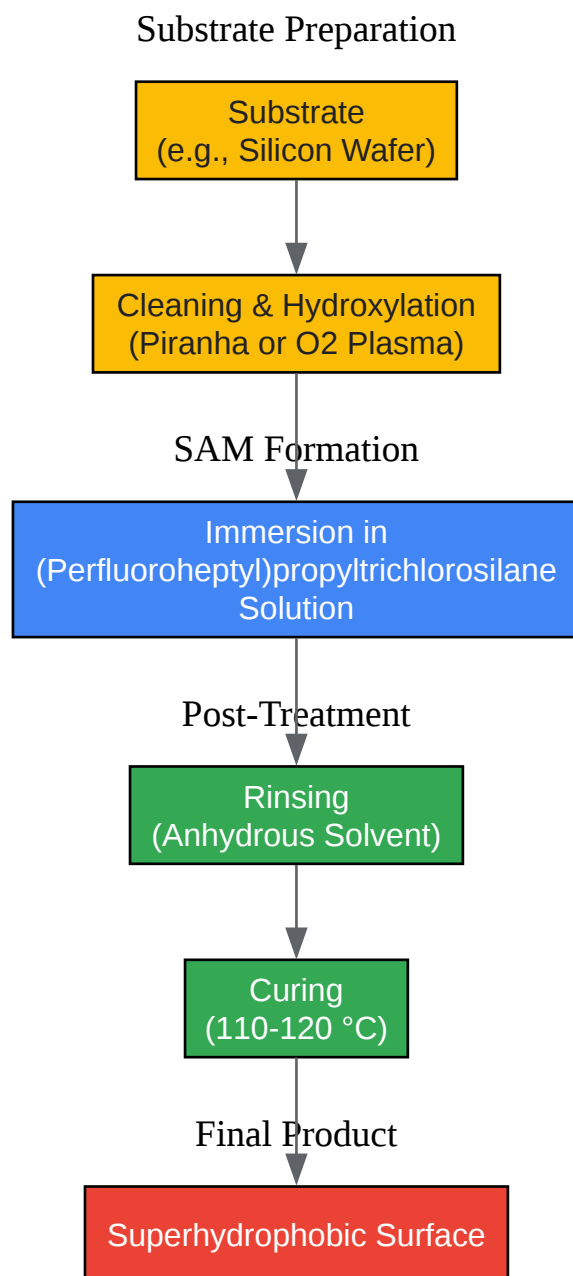 Substrate Preparation
Substrate
(e.g., Silicon Wafer)
Cleaning & Hydroxylation
(Piranha or O2 Plasma)
SAM Formation
Immersion in
(Perfluoroheptyl)propyltrichlorosilane
Solution
Post-Treatment
Rinsing
(Anhydrous Solvent)
Curing
(110-120 °C)
Final Product
Superhydrophobic Surface